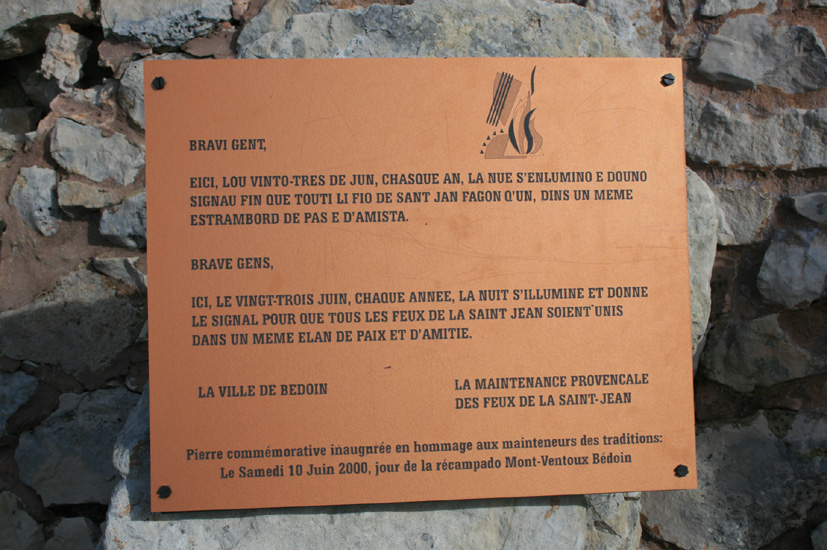 BRAVI GENT,
EICI, LOU VINTO-TRES DE JUN, CHASQUE AN, LA NUE S'ENLUMINO E DOUNO
SIGNAU FIN QUE TOUTI LI FIO DE SANT JAN FAGON Q'UN, DINS UN MEME
ESTRAMBORD DE PAS E D'AMISTA.
BRAVE GENS,
ICI, LE VINGT-TROIS JUIN, CHAQUE ANNEE, LA NUIT S'ILLUMINE ET DONNE
LE SIGNAL POUR QUE TOUS LES FEUX DE LA SAINT JEAN SOIENT UNIS
DANS UN MEME ELAN DE PAIX ET D'AMITIE.
LA VILLE DE BEDOIN
LA MAINTENANCE PROVENCALE
DES FEUX DE LA SAINT-JEAN
Pierre commémorative inaugnrée en hommage aux mainteneurs des traditions:
Le Samedi 10 Juin 2000, jour de la récampado Mont-Ventoux Bédoin